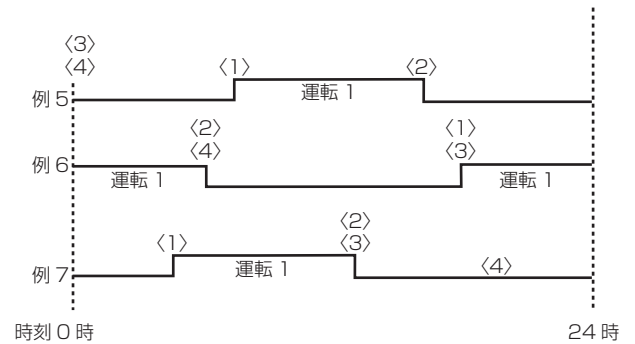 〈3〉
〈4〉 〈1〉 〈2〉
例 5 運転 1
〈2〉 〈1〉
〈4〉 〈3〉
例 6 運転 1 運転 1
〈2〉
〈1〉 〈3〉 〈4〉
例 7 運転 1
時刻 0 時 24 時